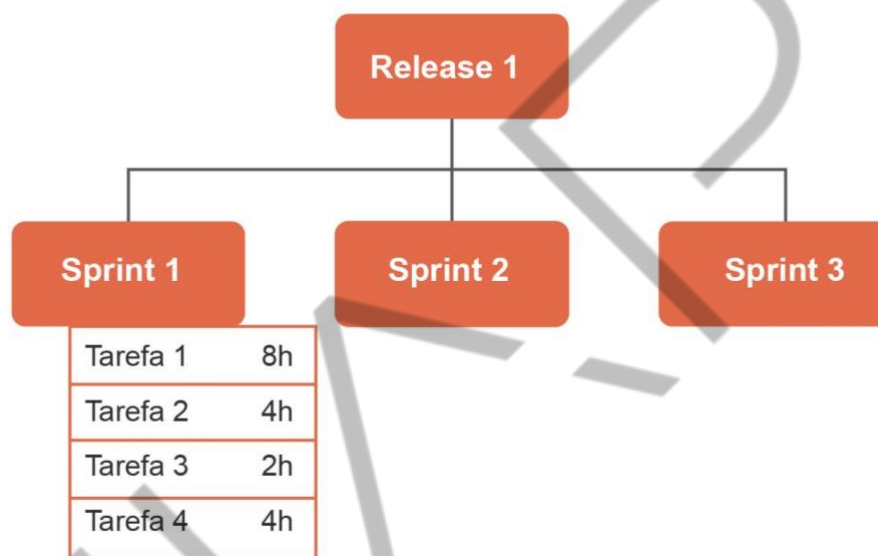 Release 1
Sprint 1
Sprint 2
Sprint 3
Tarefa 1 8h
Tarefa 2 4h
Tarefa 3 2h
Tarefa 4 4h